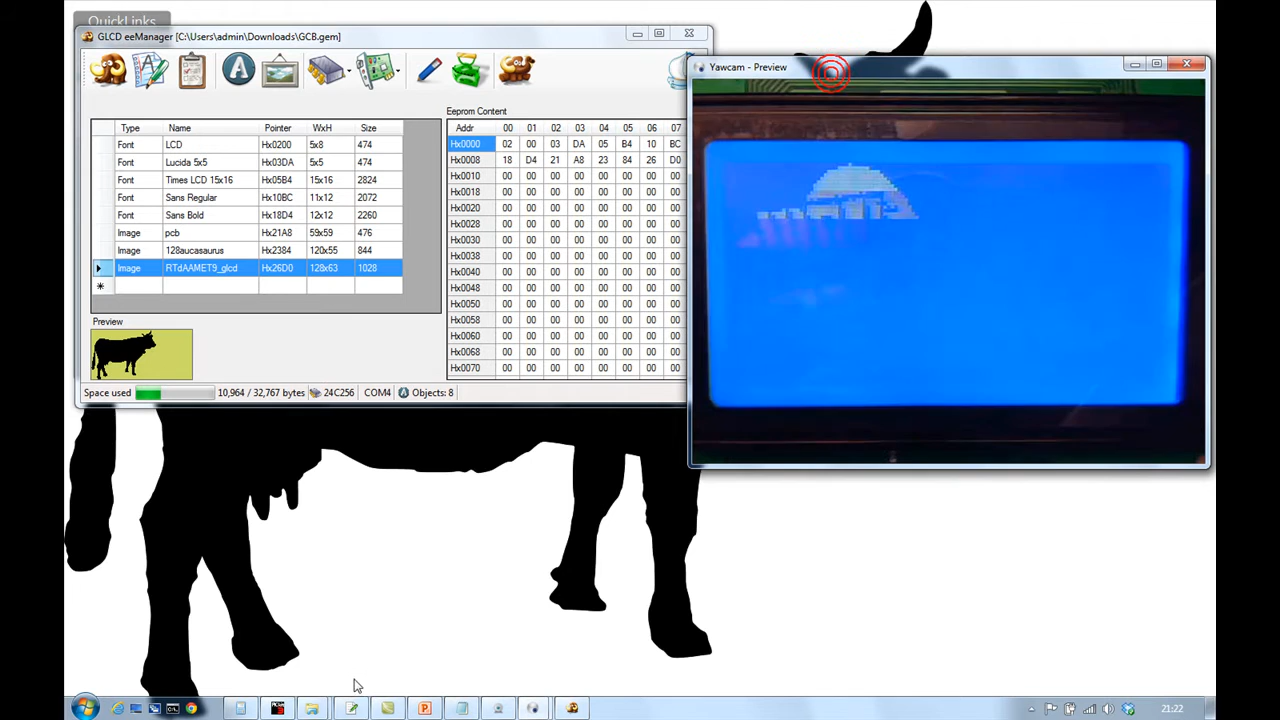 QuickLinks
GLCD eeManager [C:\Users\admin\Downloads\GCB.gem]
Yawcam - Preview
Eeprom Content
Type Name Pointer WxH Size
Addr 00 01 02 03 04 05 06 07
Font LCD Hx0200 5x8 474
Hx0000 02 00 03 DA 05 B4 10 BC
Font Lucida 5x5 Hx03DA 5x5 474
Hx0008 18 D4 21 A8 23 84 26 D0
Font Times LCD 15x16 Hx05B4 15x16 2824
Hx0010 00 00 00 00 00 00 00 00
Font Sans Regular Hx10BC 11x12 2072
Hx0018 00 00 00 00 00 00 00 00
Font Sans Bold Hx18D4 12x12 2260
Hx0020 00 00 00 00 00 00 00 00
Image pcb Hx21A8 59x59 476
Hx0028 00 00 00 00 00 00 00 00
Image 128aucasaurus Hx2384 120x55 844
Hx0030 00 00 00 00 00 00 00 00
Image RTdAAMET9_glcd Hx26D0 128x63 1028
Hx0038 00 00 00 00 00 00 00 00
Hx0040 00 00 00 00 00 00 00 00
Hx0048 00 00 00 00 00 00 00 00
Hx0050 00 00 00 00 00 00 00 00
Preview
Hx0058 00 00 00 00 00 00 00 00
Hx0060 00 00 00 00 00 00 00 00
Hx0068 00 00 00 00 00 00 00 00
Hx0070 00 00 00 00 00 00 00 00
Space used 10,964 / 32,767 bytes 24C256 COM4 Objects: 8
21:22